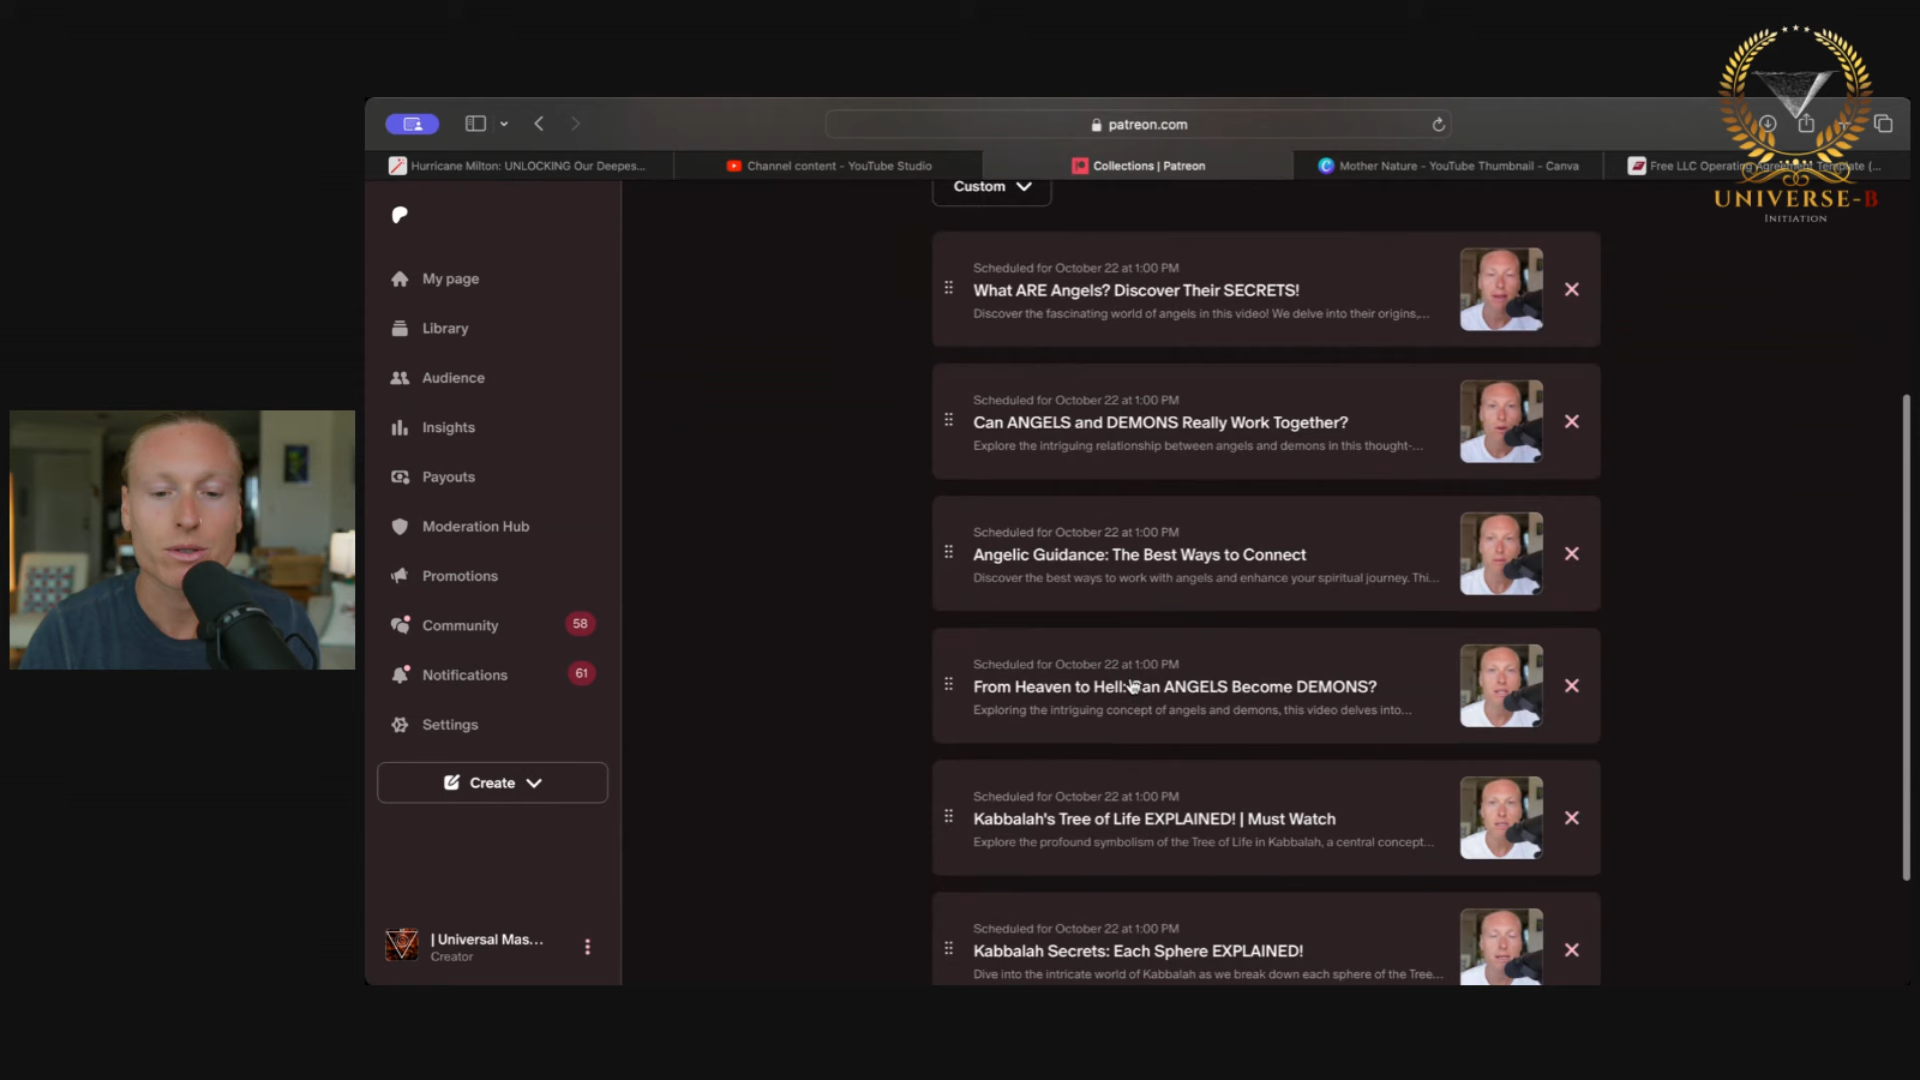 patreon.com
Hurricane Milton: UNLOCKING Our Deepes...
Channel content - YouTube Studio
Collections | Patreon
Mother Nature - YouTube Thumbnail - Canva
Free LLC Operating Agreement Template (...
UNIVERSE-B
INITIATION
My page
Library
Audience
Insights
Payouts
Moderation Hub
Promotions
Community 58
Notifications 61
Settings
Create
| Universal Mas...
Creator
Custom
Scheduled for October 22 at 1:00 PM
What ARE Angels? Discover Their SECRETS!
Discover the fascinating world of angels in this video! We delve into their origins,...
Scheduled for October 22 at 1:00 PM
Can ANGELS and DEMONS Really Work Together?
Explore the intriguing relationship between angels and demons in this thought-...
Scheduled for October 22 at 1:00 PM
Angelic Guidance: The Best Ways to Connect
Discover the best ways to work with angels and enhance your spiritual journey. Thi...
Scheduled for October 22 at 1:00 PM
From Heaven to Hell: Can ANGELS Become DEMONS?
Exploring the intriguing concept of angels and demons, this video delves into...
Scheduled for October 22 at 1:00 PM
Kabbalah's Tree of Life EXPLAINED! | Must Watch
Explore the profound symbolism of the Tree of Life in Kabbalah, a central concept...
Scheduled for October 22 at 1:00 PM
Kabbalah Secrets: Each Sphere EXPLAINED!
Dive into the intricate world of Kabbalah as we break down each sphere of the Tree...